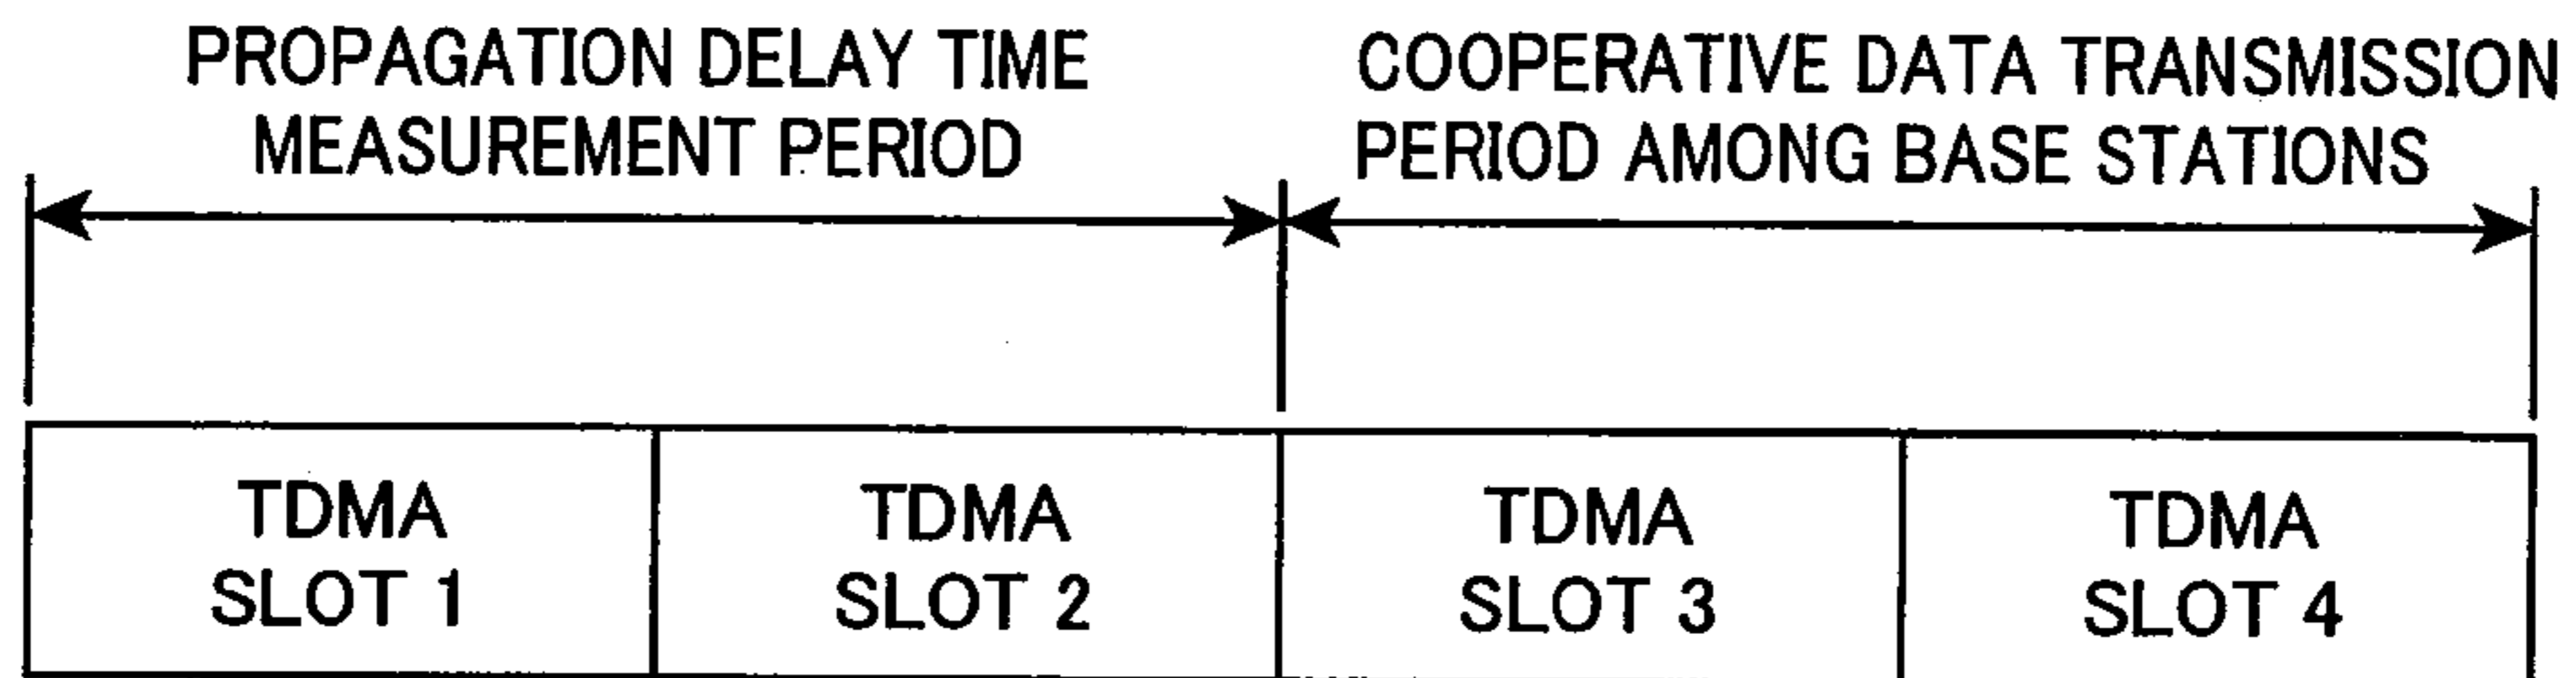 PROPAGATION DELAY TIME
MEASUREMENT PERIOD
COOPERATIVE DATA TRANSMISSION
PERIOD AMONG BASE STATIONS
TDMA
SLOT 1
TDMA
SLOT 2
TDMA
SLOT 3
TDMA
SLOT 4